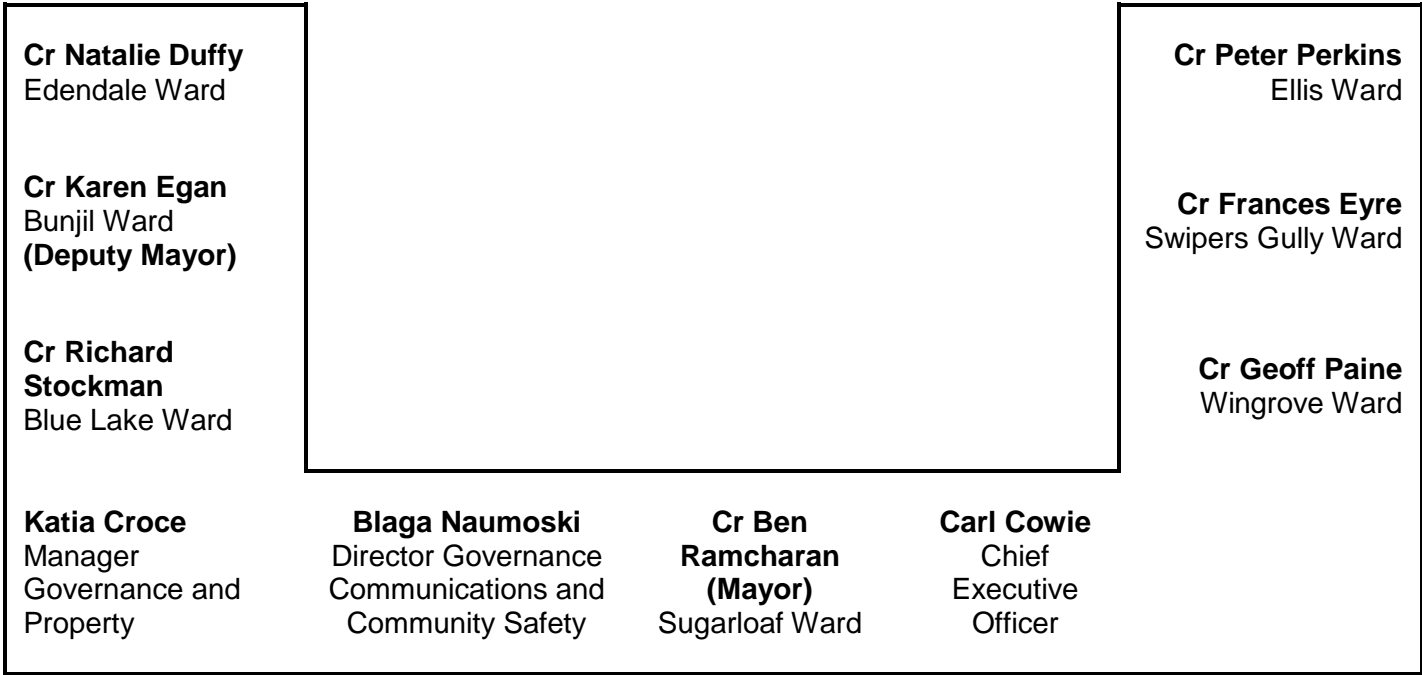 Cr Natalie Duffy
Edendale Ward
Cr Karen Egan
Bunjil Ward
(Deputy Mayor)
Cr Richard
Stockman
Blue Lake Ward
Cr Peter Perkins
Ellis Ward
Cr Frances Eyre
Swipers Gully Ward
Cr Geoff Paine
Wingrove Ward
Katia Croce
Manager
Governance and
Property
Blaga Naumoski
Director Governance
Communications and
Community Safety
Cr Ben
Ramcharan
(Mayor)
Sugarloaf Ward
Carl Cowie
Chief
Executive
Officer